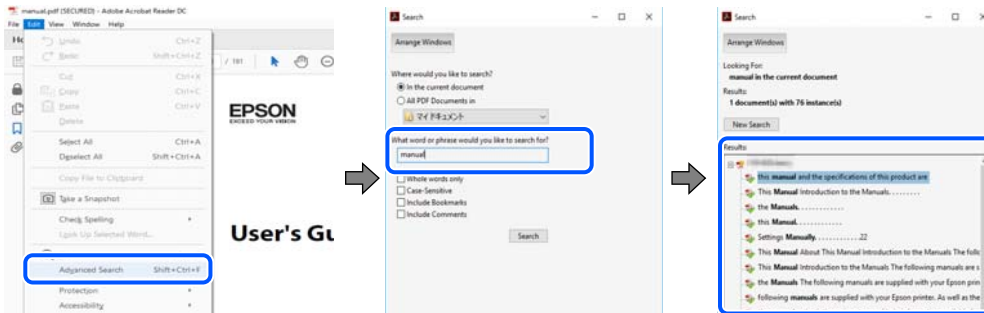 manual.pdf (SECURED) - Adobe Acrobat Reader DC
File Edit View Window Help
Undo Ctrl+Z
Redo Shift+Ctrl+Z
Cut Ctrl+X
Copy Ctrl+C
Paste Ctrl+V
Delete
Select All Ctrl+A
Deselect All Shift+Ctrl+A
Copy File to Clipboard
Take a Snapshot
Check Spelling
Look Up Selected Word...
Advanced Search Shift+Ctrl+F
Protection
Accessibility
/ 181
EPSON
EXCEED YOUR VISION
User's Gu
Search
Arrange Windows
Where would you like to search?
In the current document
All PDF Documents in
マイ ドキュメント
What word or phrase would you like to search for?
manual
Whole words only
Case-Sensitive
Include Bookmarks
Include Comments
Search
Search
Arrange Windows
Looking For:
manual in the current document
Results:
1 document(s) with 76 instance(s)
New Search
Results:
this manual and the specifications of this product are
This Manual Introduction to the Manuals. . . . . . . . .
the Manuals. . . . . . . . . . . . .
this Manual. . . . . . . . . . . . .
Settings Manually. . . . . . . . . . . .22
This Manual About This Manual Introduction to the Manuals The follo
This Manual Introduction to the Manuals The following manuals are s
the Manuals The following manuals are supplied with your Epson prin
following manuals are supplied with your Epson printer. As well as the